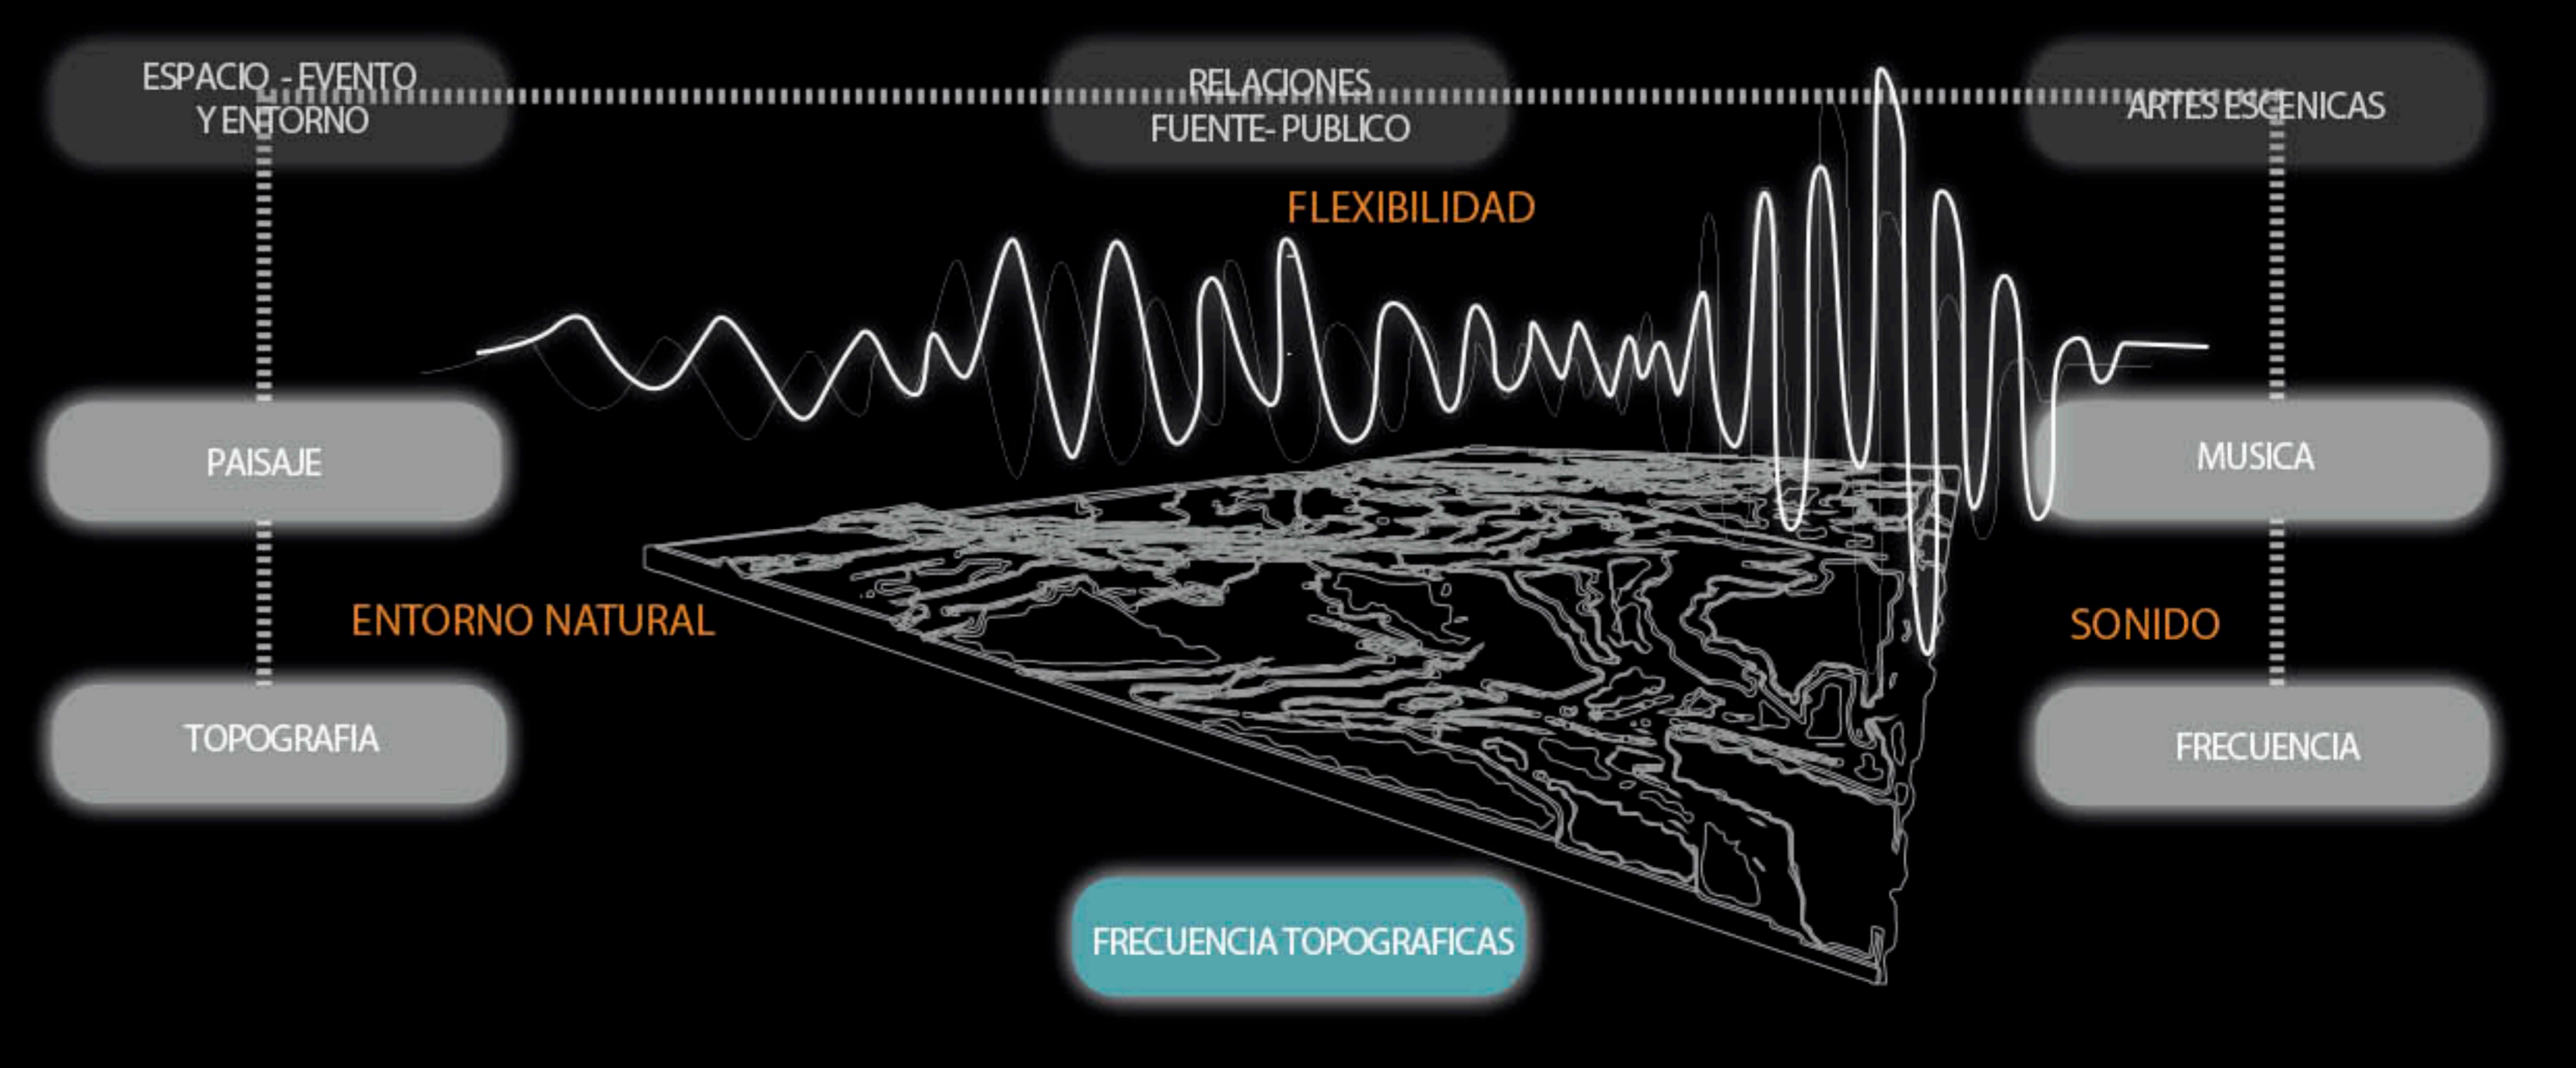 ESPACIO - EVENTO
Y ENTORNO
RELACIONES
FUENTE- PUBLICO
ARTES ESCENICAS
FLEXIBILIDAD
PAISAJE
MUSICA
ENTORNO NATURAL
SONIDO
TOPOGRAFIA
FRECUENCIA
FRECUENCIA TOPOGRAFICAS